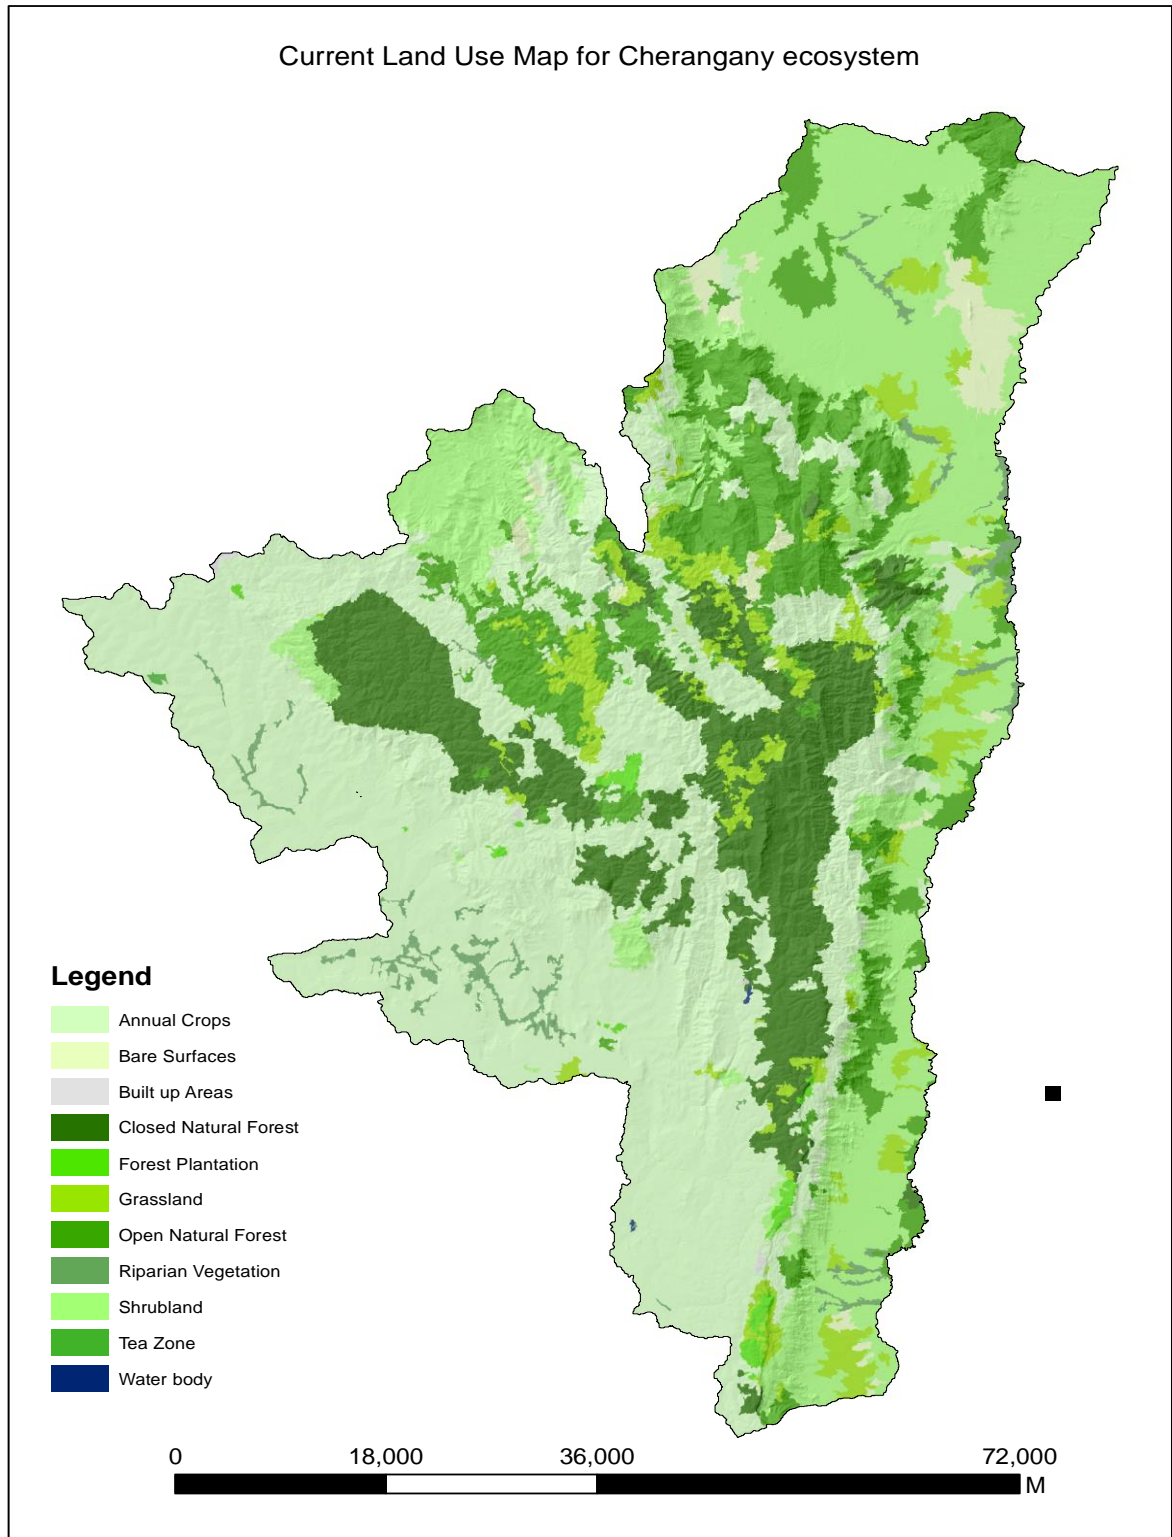 Current Land Use Map for Cherangany ecosystem
Legend
Annual Crops
Bare Surfaces
Built up Areas
Closed Natural Forest
Forest Plantation
Grassland
Open Natural Forest
Riparian Vegetation
Shrubland
Tea Zone
Water body
0 18,000 36,000 72,000
M